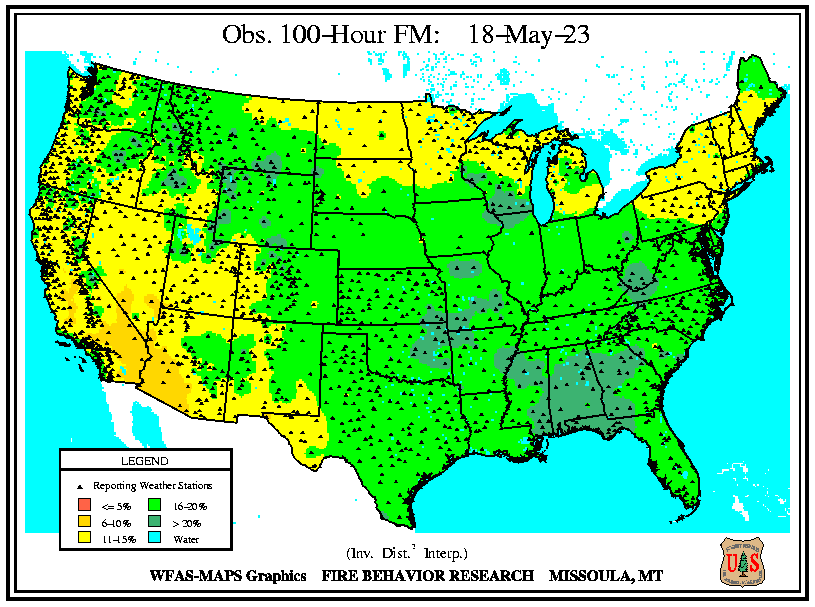 Obs. 100-Hour FM: 18-May-23
LEGEND
Reporting Weather Stations
<= 5% 16-20%
6-10% > 20%
11-15% Water
(Inv. Dist.² Interp.)
WFAS-MAPS Graphics FIRE BEHAVIOR RESEARCH MISSOULA, MT
U S